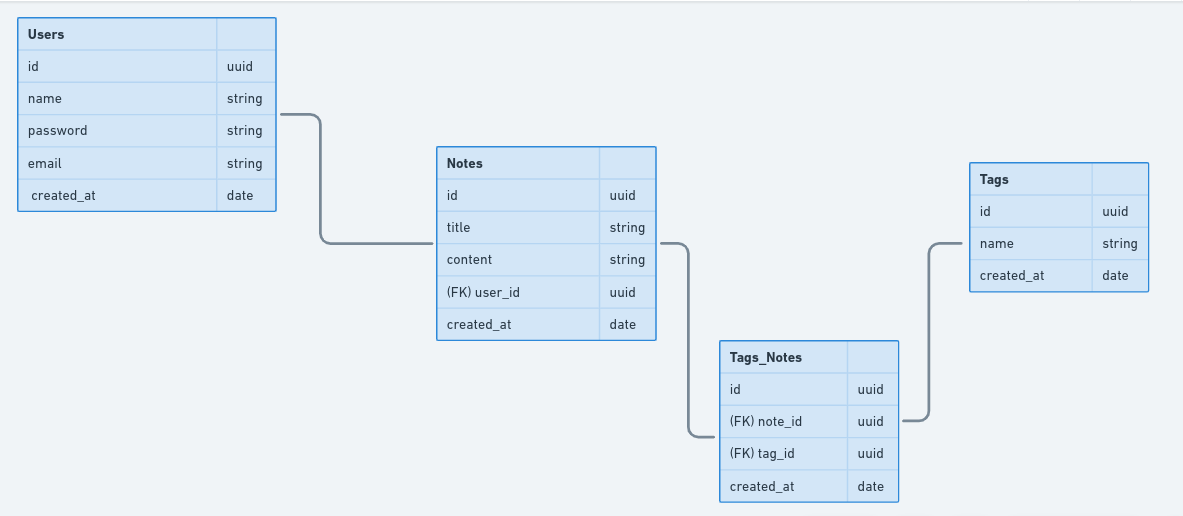 Users
id uuid
name string
password string
email string
created_at date
Notes
id uuid
title string
content string
(FK) user_id uuid
created_at date
Tags
id uuid
name string
created_at date
Tags_Notes
id uuid
(FK) note_id uuid
(FK) tag_id uuid
created_at date